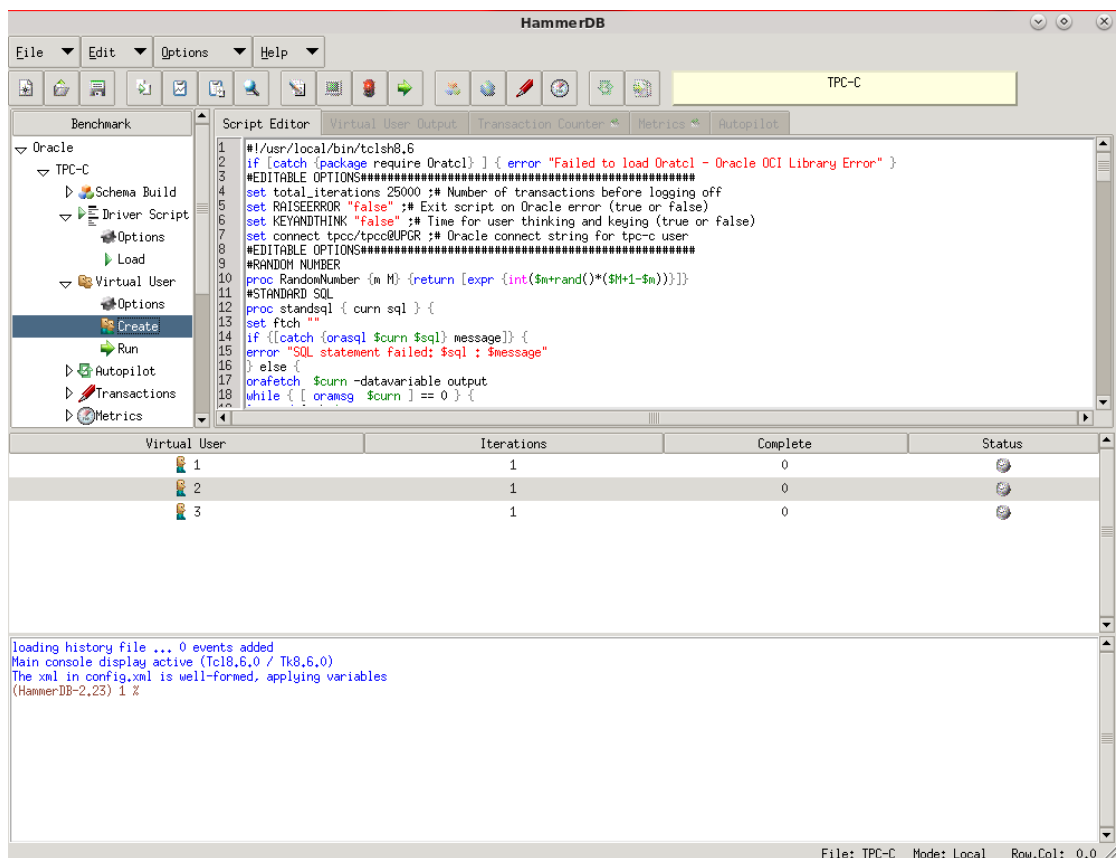 HammerDB
File Edit Options Help
TPC-C
Benchmark
Oracle
TPC-C
Schema Build
Driver Script
Options
Load
Virtual User
Options
Create
Run
Autopilot
Transactions
Metrics
Script Editor Virtual User Output Transaction Counter Metrics Autopilot
1 #!/usr/local/bin/tclsh8.6
2 if [catch {package require Oratcl} ] { error "Failed to load Oratcl - Oracle OCI Library Error" }
3 #EDITABLE OPTIONS##################################################
4 set total_iterations 25000 ;# Number of transactions before logging off
5 set RAISEERROR "false" ;# Exit script on Oracle error (true or false)
6 set KEYANDTHINK "false" ;# Time for user thinking and keying (true or false)
7 set connect tpcc/tpcc@UPGR ;# Oracle connect string for tpc-c user
8 #EDITABLE OPTIONS##################################################
9 #RANDOM NUMBER
10 proc RandomNumber {m M} {return [expr {int($m+rand()*($M+1-$m))}]}
11 #STANDARD SQL
12 proc standsql { curn sql } {
13 set ftch ""
14 if {[catch {orasql $curn $sql} message]} {
15 error "SQL statement failed: $sql : $message"
16 } else {
17 orafetch $curn -datavariable output
18 while { [ oramsg $curn ] == 0 } {
Virtual User Iterations Complete Status
1 1 0
2 1 0
3 1 0
loading history file ... 0 events added
Main console display active (Tcl8.6.0 / Tk8.6.0)
The xml in config.xml is well-formed, applying variables
(HammerDB-2.23) 1 %
File: TPC-C Mode: Local Row.Col: 0.0